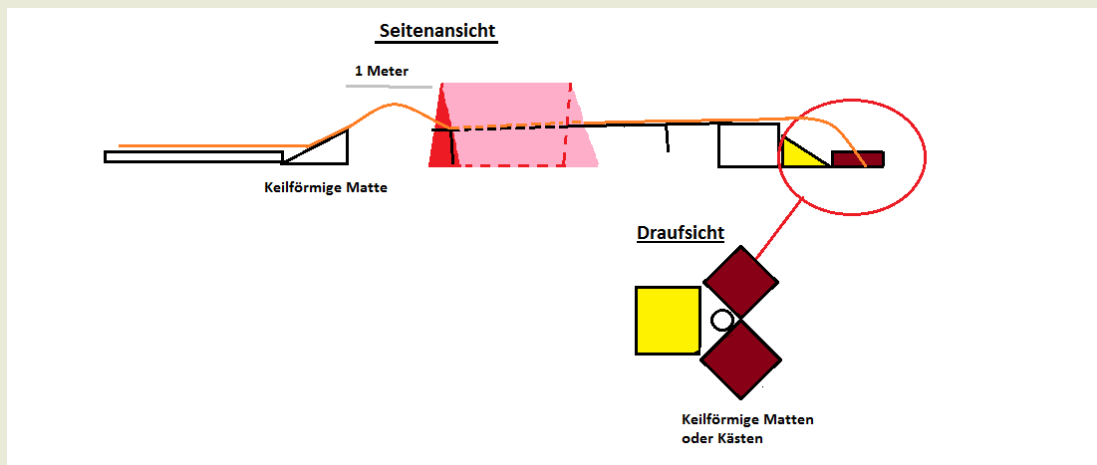 Seitenansicht
1 Meter
Keilförmige Matte
Draufsicht
Keilförmige Matten
oder Kästen